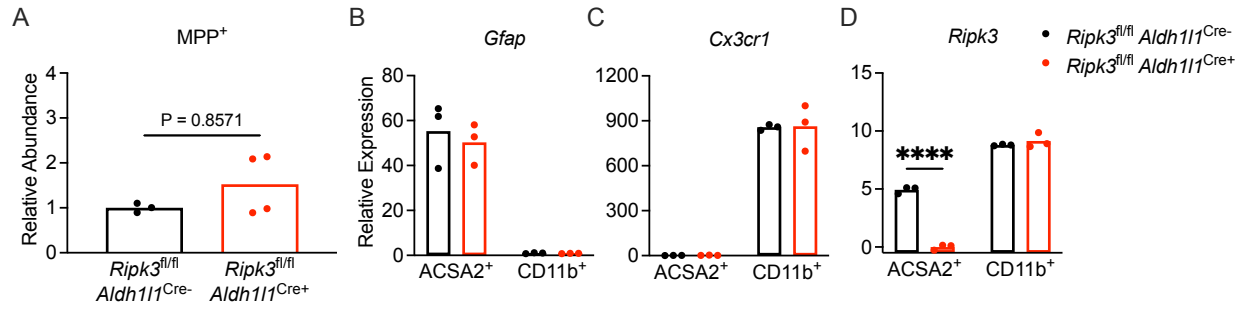 A
MPP+
Relative Abundance
4
3
2
1
0
P = 0.8571
Ripk3fl/fl Aldh1l1Cre-
Ripk3fl/fl Aldh1l1Cre+
B
Gfap
Relative Expression
80
60
40
20
0
ACSA2+ CD11b+
C
Cx3cr1
1200
900
600
300
0
ACSA2+ CD11b+
D
Ripk3
15
10
5
0
****
ACSA2+ CD11b+
Ripk3fl/fl Aldh1l1Cre-
Ripk3fl/fl Aldh1l1Cre+